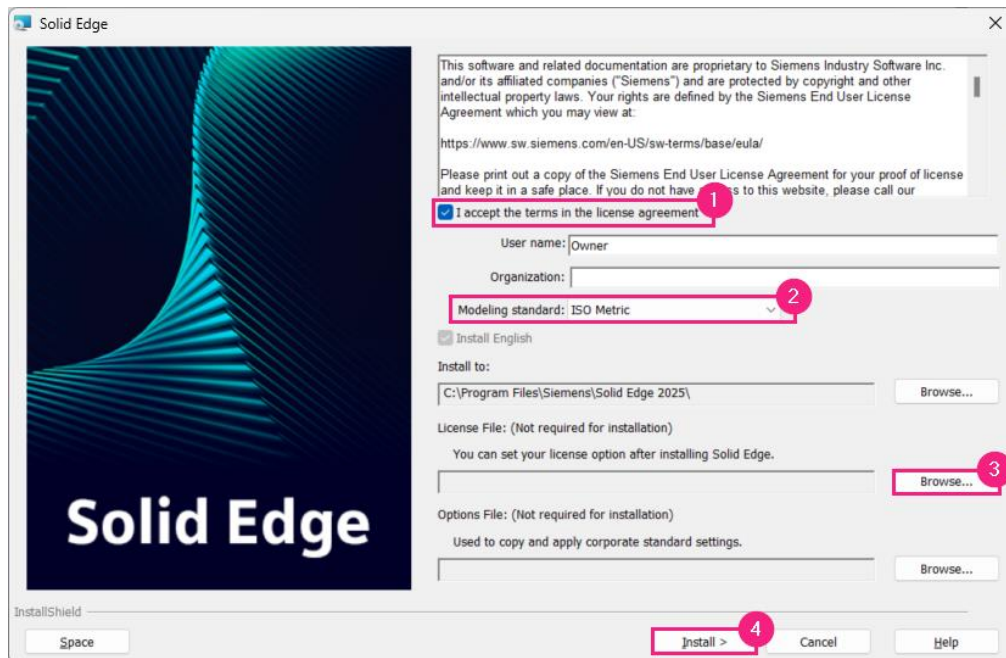 Solid Edge
This software and related documentation are proprietary to Siemens Industry Software Inc.
and/or its affiliated companies ("Siemens") and are protected by copyright and other
intellectual property laws. Your rights are defined by the Siemens End User License
Agreement which you may view at:
https://www.sw.siemens.com/en-US/sw-terms/base/eula/
Please print out a copy of the Siemens End User License Agreement for your proof of license
and keep it in a safe place. If you do not have to this website, please call our
1
I accept the terms in the license agreement
User name: Owner
Organization:
2
Modeling standard: ISO Metric
Install English
Install to:
C:\Program Files\Siemens\Solid Edge 2025\ Browse...
License File: (Not required for installation)
You can set your license option after installing Solid Edge.
3
Browse...
Solid Edge
Options File: (Not required for installation)
Used to copy and apply corporate standard settings.
Browse...
InstallShield
4
Space Install > Cancel Help